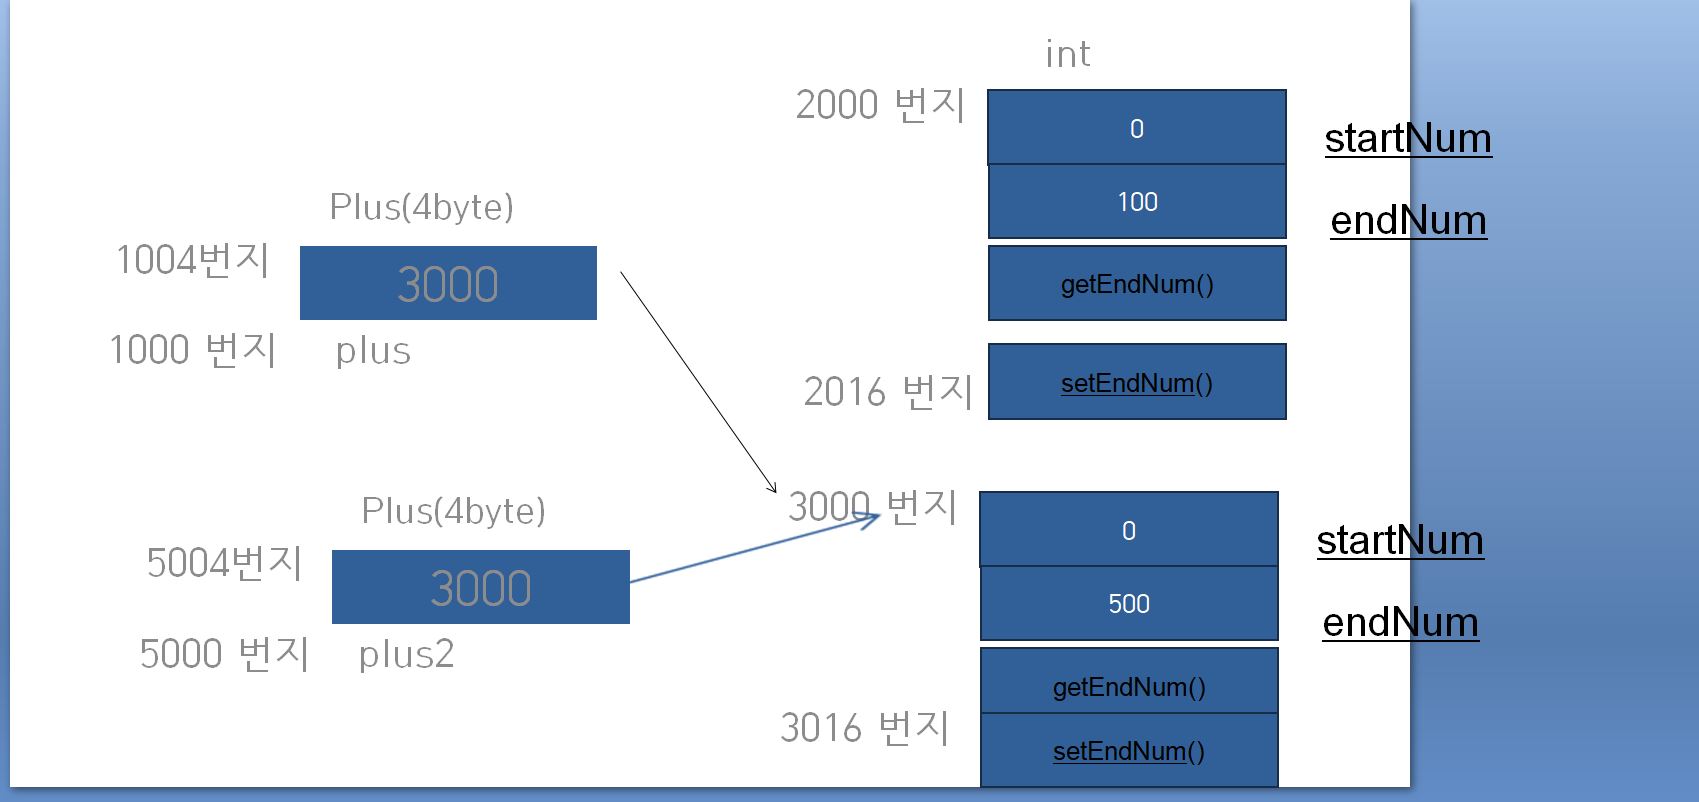 int
2000 번지
0
startNum
100
endNum
Plus(4byte)
1004번지
3000
getEndNum()
1000 번지
plus
2016 번지
setEndNum()
Plus(4byte)
3000 번지
0
startNum
5004번지
3000
500
endNum
5000 번지
plus2
getEndNum()
3016 번지
setEndNum()